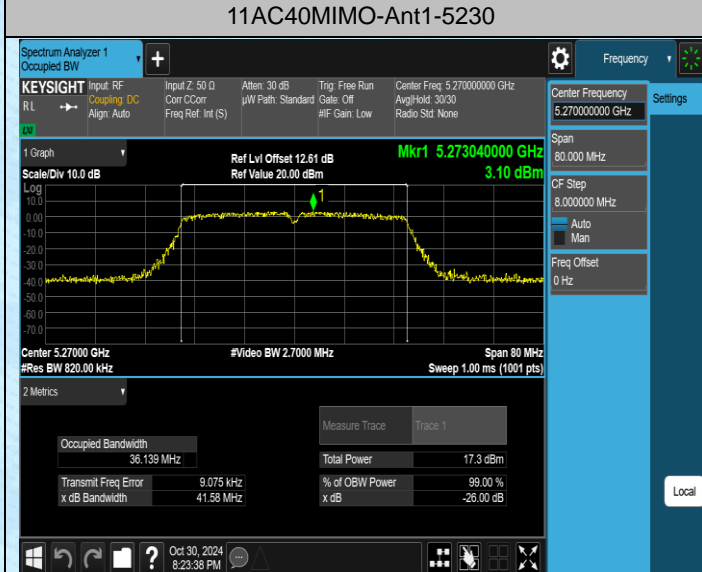 11AC40MIMO-Ant1-5230
Spectrum Analyzer 1
Occupied BW
+
Frequency
KEYSIGHT
RL
LXI
Input: RF
Coupling: DC
Align: Auto
Input Z: 50 Ω
Corr CCorr
Freq Ref: Int (S)
Atten: 30 dB
µW Path: Standard
Trig: Free Run
Gate: Off
#IF Gain: Low
Center Freq: 5.270000000 GHz
Avg|Hold: 30/30
Radio Std: None
Center Frequency
5.270000000 GHz
Settings
Span
80.000 MHz
CF Step
8.000000 MHz
Auto
Man
Freq Offset
0 Hz
Local
1 Graph
Scale/Div 10.0 dB
Ref Lvl Offset 12.61 dB
Ref Value 20.00 dBm
Mkr1 5.273040000 GHz
3.10 dBm
Log
10.0
0.00
-10.0
-20.0
-30.0
-40.0
-50.0
-60.0
-70.0
1
Center 5.27000 GHz
#Res BW 820.00 kHz
#Video BW 2.7000 MHz
Span 80 MHz
Sweep 1.00 ms (1001 pts)
2 Metrics
Measure Trace Trace 1
Occupied Bandwidth
36.139 MHz
Total Power 17.3 dBm
Transmit Freq Error 9.075 kHz
% of OBW Power 99.00 %
x dB Bandwidth 41.58 MHz
x dB -26.00 dB
?
Oct 30, 2024
8:23:38 PM